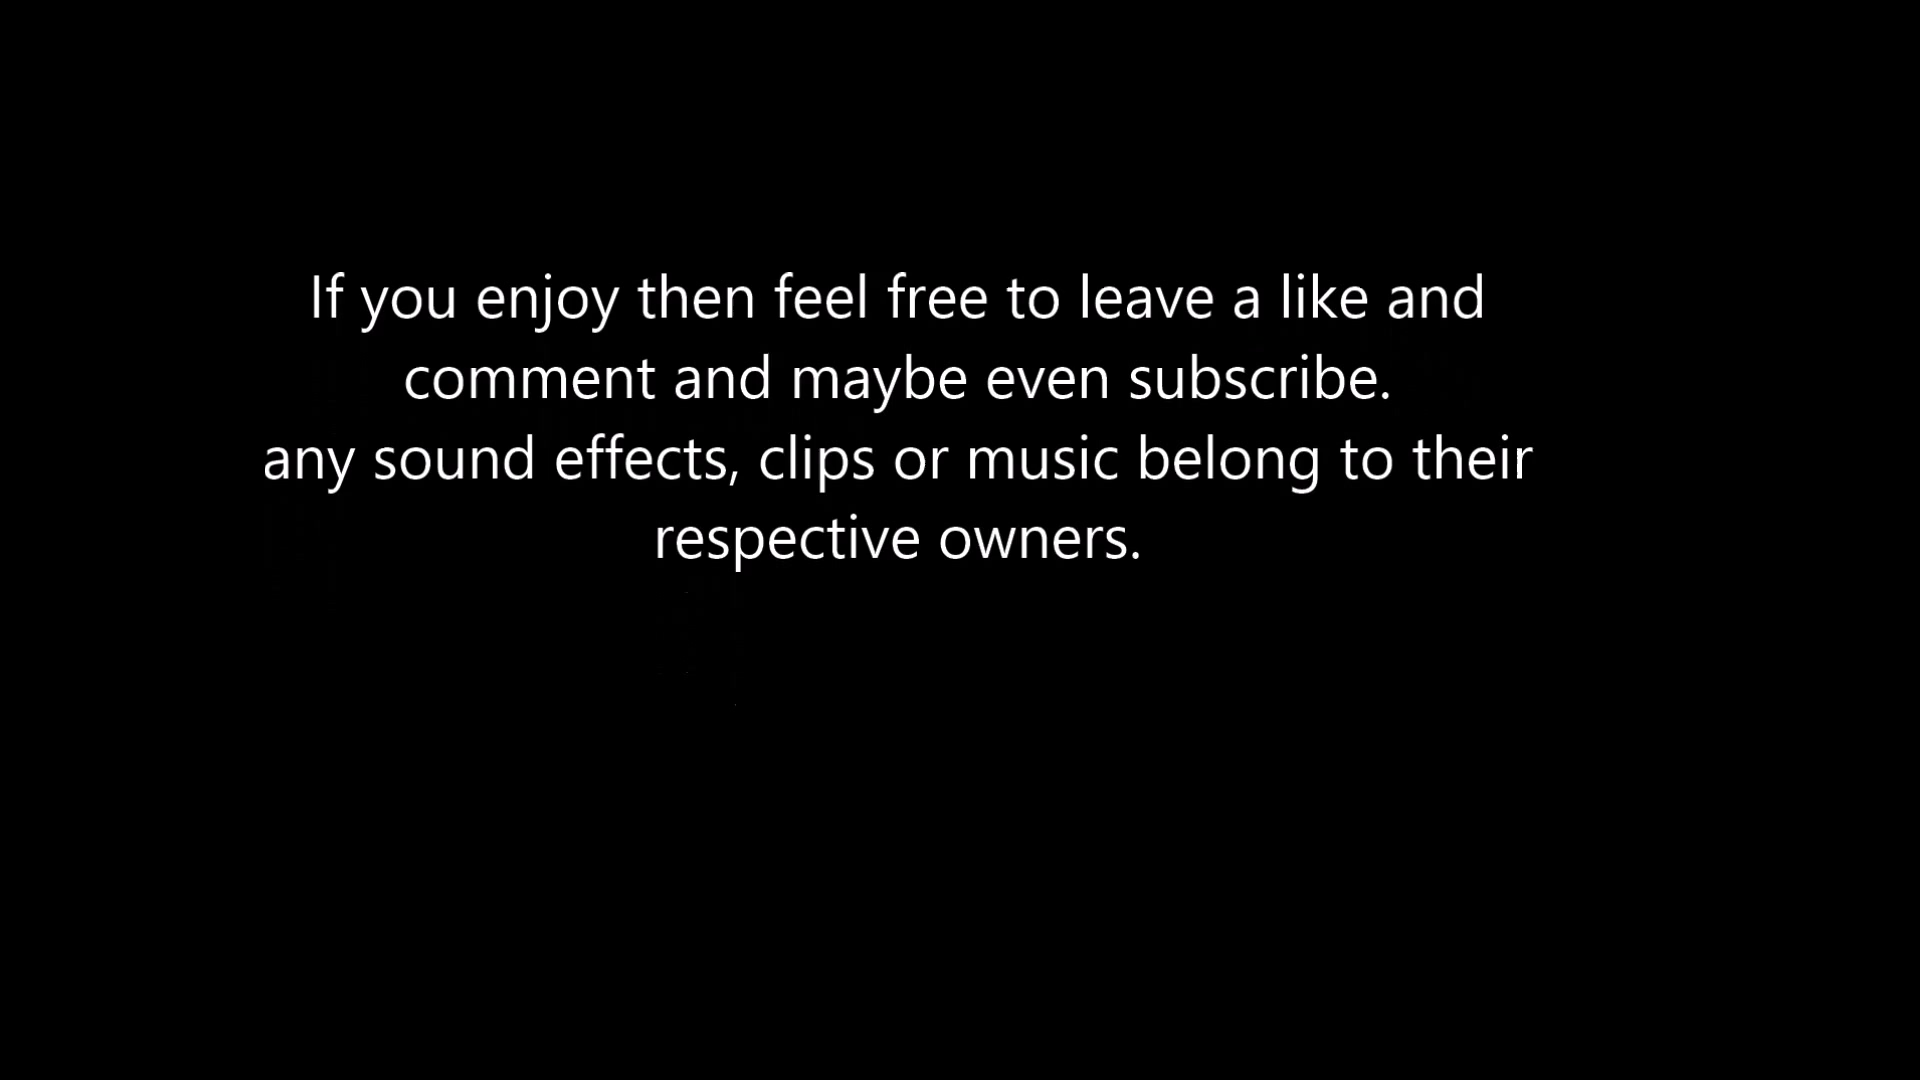 If you enjoy then feel free to leave a like and
comment and maybe even subscribe.
any sound effects, clips or music belong to their
respective owners.